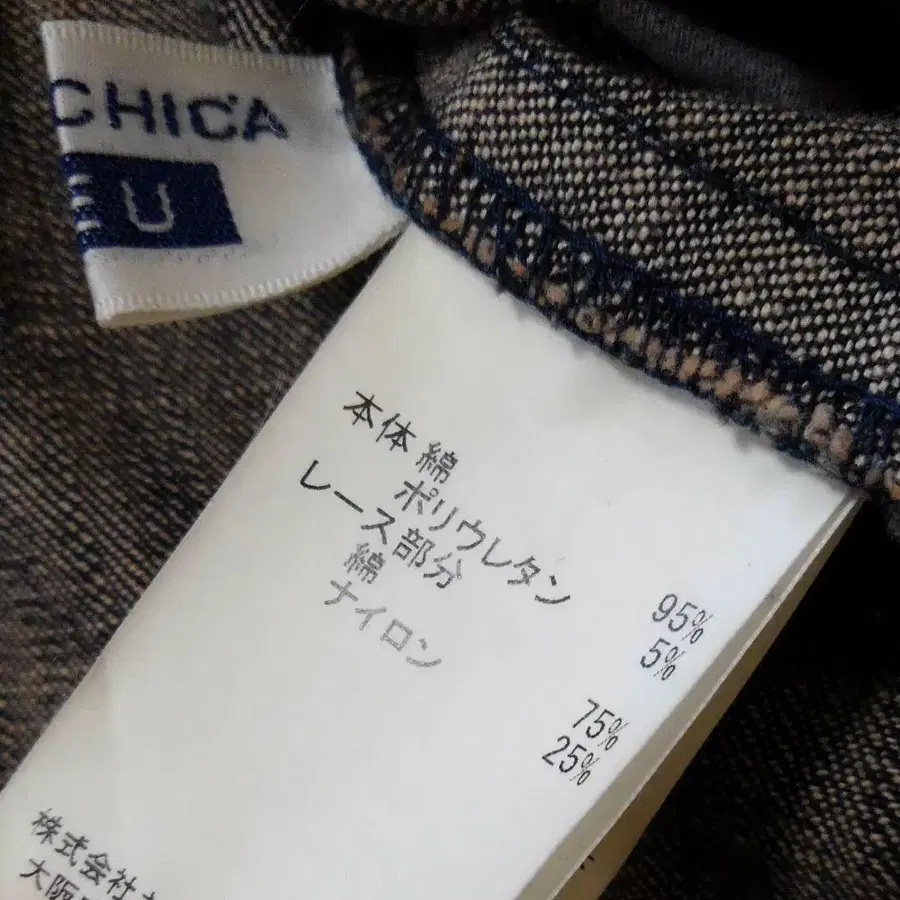 CHICA
U
本体 綿 95%
ポリウレタン 5%
レース部分
綿 75%
ナイロン 25%
株式会社
大阪